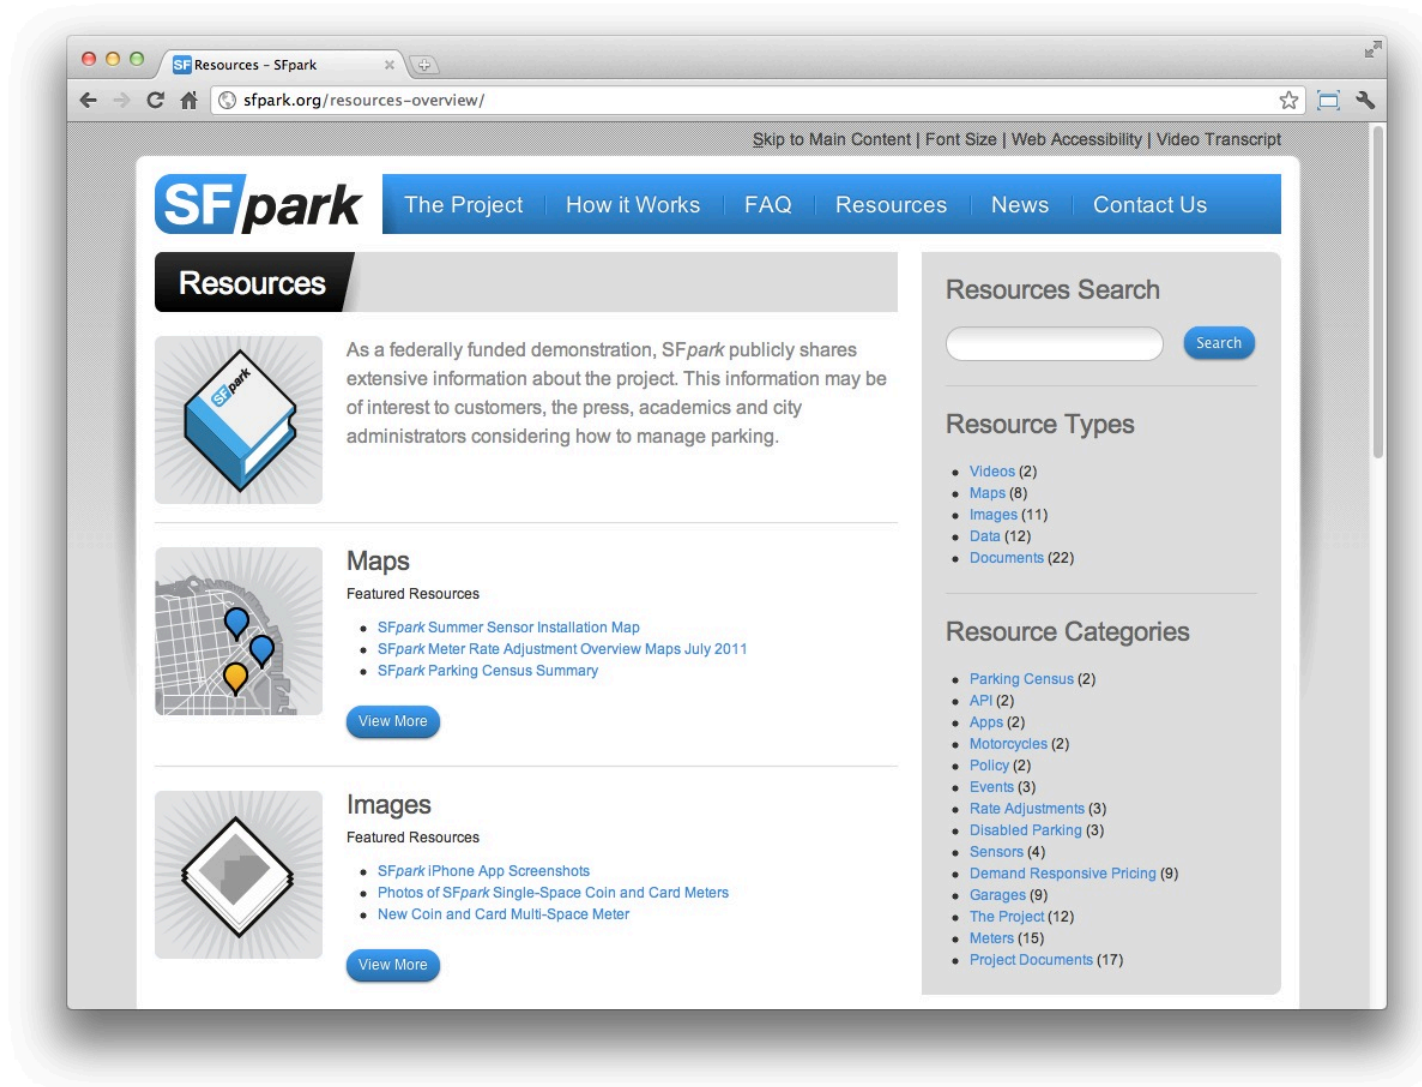 SF Resources – SFpark
sfpark.org/resources-overview/
Skip to Main Content | Font Size | Web Accessibility | Video Transcript
SFpark
The Project
How it Works
FAQ
Resources
News
Contact Us
Resources
SFpark
As a federally funded demonstration, SFpark publicly shares
extensive information about the project. This information may be
of interest to customers, the press, academics and city
administrators considering how to manage parking.
Maps
Featured Resources
• SFpark Summer Sensor Installation Map
• SFpark Meter Rate Adjustment Overview Maps July 2011
• SFpark Parking Census Summary
View More
Images
Featured Resources
• SFpark iPhone App Screenshots
• Photos of SFpark Single-Space Coin and Card Meters
• New Coin and Card Multi-Space Meter
View More
Resources Search
Search
Resource Types
• Videos (2)
• Maps (8)
• Images (11)
• Data (12)
• Documents (22)
Resource Categories
• Parking Census (2)
• API (2)
• Apps (2)
• Motorcycles (2)
• Policy (2)
• Events (3)
• Rate Adjustments (3)
• Disabled Parking (3)
• Sensors (4)
• Demand Responsive Pricing (9)
• Garages (9)
• The Project (12)
• Meters (15)
• Project Documents (17)